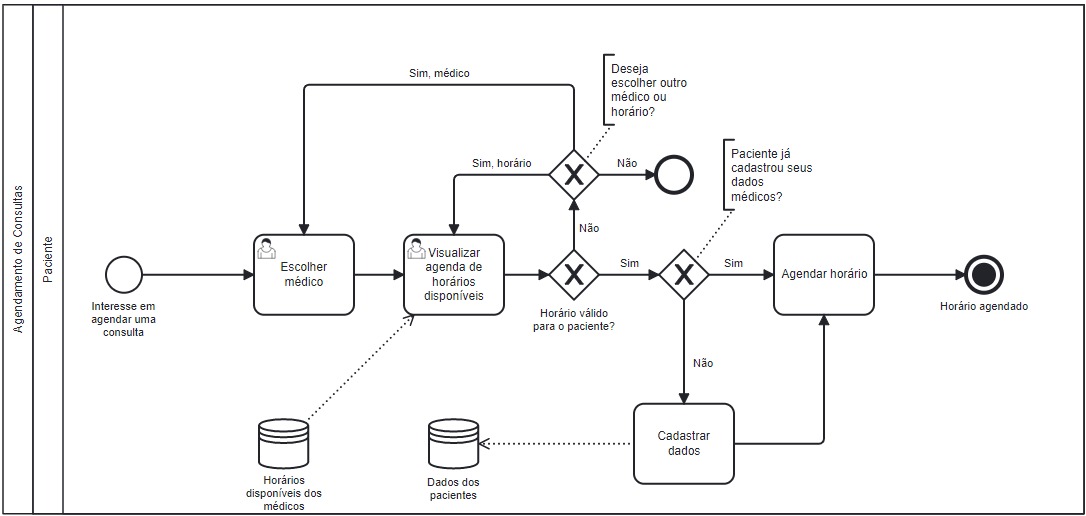 Agendamento de Consultas
Paciente
Sim, médico
Deseja
escolher outro
médico ou
horário?
Sim, horário
Não
Paciente já
cadastrou seus
dados
médicos?
Não
Interesse em
agendar uma
consulta
Escolher
médico
Visualizar
agenda de
horários
disponíveis
Horário válido
para o paciente?
Sim
Sim
Agendar horário
Horário agendado
Não
Cadastrar
dados
Horários
disponíveis dos
médicos
Dados dos
pacientes